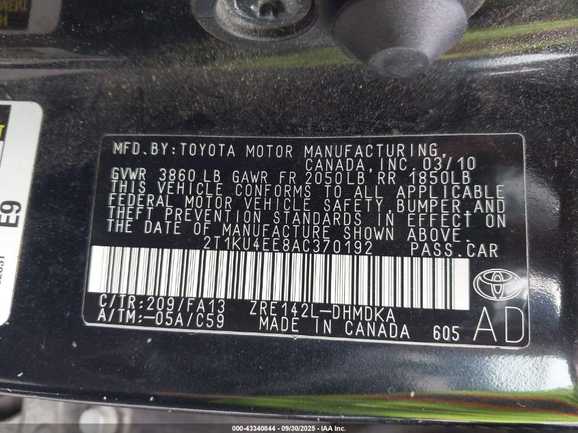 MFD.BY:TOYOTA MOTOR MANUFACTURING,
CANADA, INC. 03/10
GVWR 3860 LB GAWR FR 2050LB, RR 1850LB
THIS VEHICLE CONFORMS TO ALL APPLICABLE
FEDERAL MOTOR VEHICLE SAFETY, BUMPER AND
THEFT PREVENTION STANDARDS IN EFFECT ON
THE DATE OF MANUFACTURE SHOWN ABOVE.
2T1KU4EE8AC370192 PASS.CAR
C/TR:209/FA13 ZRE142L-DHMDKA
A/TM:-05A/C59 MADE IN CANADA 605 AD
E9
000-43340844 — 09/30/2025 — IAA Inc.